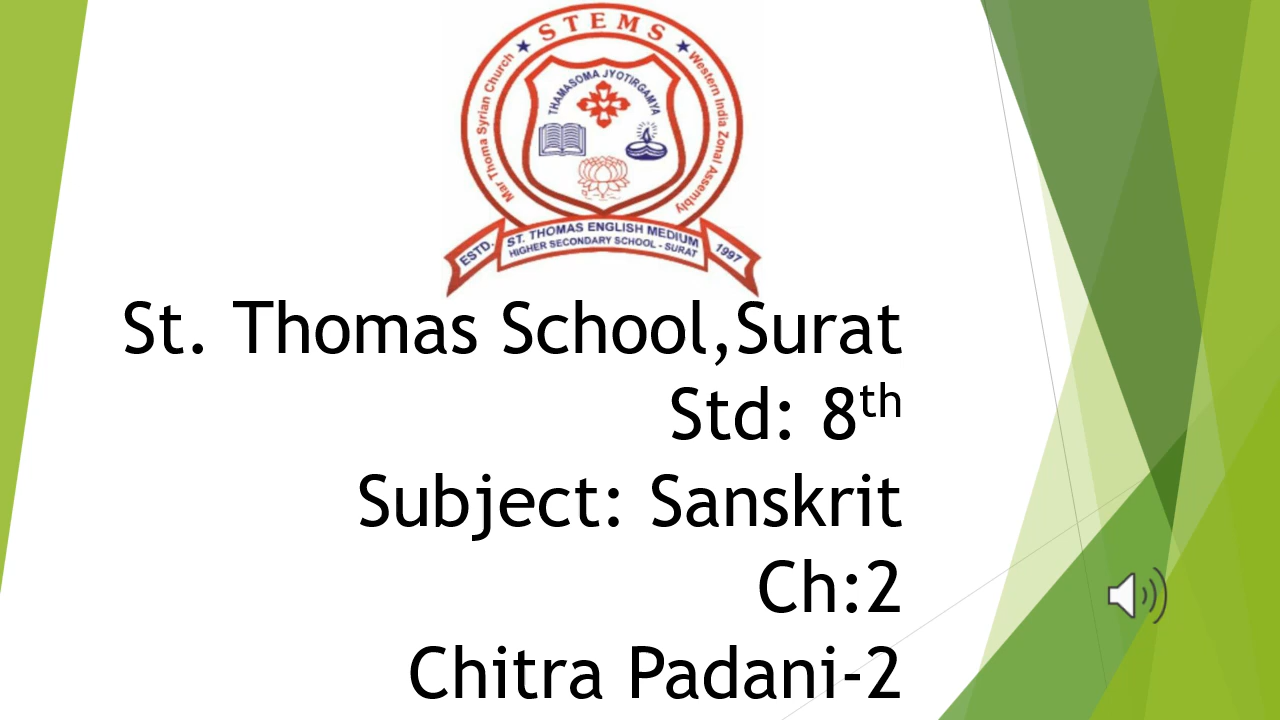 STEMS
Mar Thoma Syrian Church
Western India Zonal Assembly
THAMASOMA JYOTIRGAMYA
ESTD.
ST. THOMAS ENGLISH MEDIUM
HIGHER SECONDARY SCHOOL - SURAT
1997
St. Thomas School,Surat
Std: 8th
Subject: Sanskrit
Ch:2
Chitra Padani-2